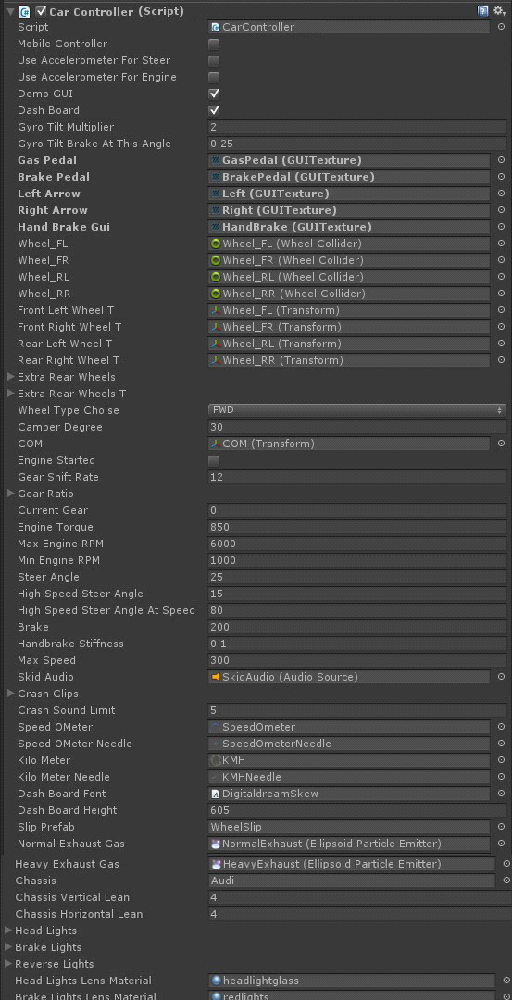 Car Controller (Script)
Script CarController
Mobile Controller
Use Accelerometer For Steer
Use Accelerometer For Engine
Demo GUI
Dash Board
Gyro Tilt Multiplier 2
Gyro Tilt Brake At This Angle 0.25
Gas Pedal GasPedal (GUITexture)
Brake Pedal BrakePedal (GUITexture)
Left Arrow Left (GUITexture)
Right Arrow Right (GUITexture)
Hand Brake Gui HandBrake (GUITexture)
Wheel_FL Wheel_FL (Wheel Collider)
Wheel_FR Wheel_FR (Wheel Collider)
Wheel_RL Wheel_RL (Wheel Collider)
Wheel_RR Wheel_RR (Wheel Collider)
Front Left Wheel T Wheel_FL (Transform)
Front Right Wheel T Wheel_FR (Transform)
Rear Left Wheel T Wheel_RL (Transform)
Rear Right Wheel T Wheel_RR (Transform)
Extra Rear Wheels
Extra Rear Wheels T
Wheel Type Choise FWD
Camber Degree 30
COM COM (Transform)
Engine Started
Gear Shift Rate 12
Gear Ratio
Current Gear 0
Engine Torque 850
Max Engine RPM 6000
Min Engine RPM 1000
Steer Angle 25
High Speed Steer Angle 15
High Speed Steer Angle At Speed 80
Brake 200
Handbrake Stiffness 0.1
Max Speed 300
Skid Audio SkidAudio (Audio Source)
Crash Clips
Crash Sound Limit 5
Speed OMeter SpeedOmeter
Speed OMeter Needle SpeedOmeterNeedle
Kilo Meter KMH
Kilo Meter Needle KMHNeedle
Dash Board Font DigitaldreamSkew
Dash Board Height 605
Slip Prefab WheelSlip
Normal Exhaust Gas NormalExhaust (Ellipsoid Particle Emitter)
Heavy Exhaust Gas HeavyExhaust (Ellipsoid Particle Emitter)
Chassis Audi
Chassis Vertical Lean 4
Chassis Horizontal Lean 4
Head Lights
Brake Lights
Reverse Lights
Head Lights Lens Material headlightglass
Brake Lights Lens Material redlights